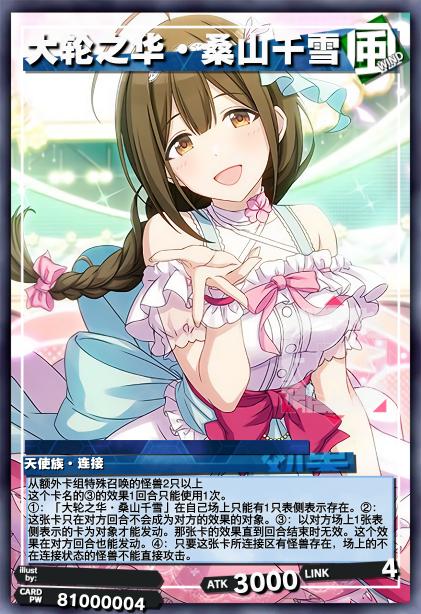 大轮之华・桑山千雪
風
WIND
天使族・连接
从额外卡组特殊召唤的怪兽2只以上
这个卡名的③的效果1回合只能使用1次。
①：「大轮之华・桑山千雪」在自己场上只能有1只表侧表示存在。②：
这张卡只在对方回合不会成为对方的效果的对象。③：以对方场上1张表
侧表示的卡为对象才能发动。那张卡的效果直到回合结束时无效。这个效
果在对方回合也能发动。④：只要这张卡所连接区有怪兽存在，场上的不
在连接状态的怪兽不能直接攻击。
illust
by:
CARD
PW
81000004
ATK 3000 LINK 4